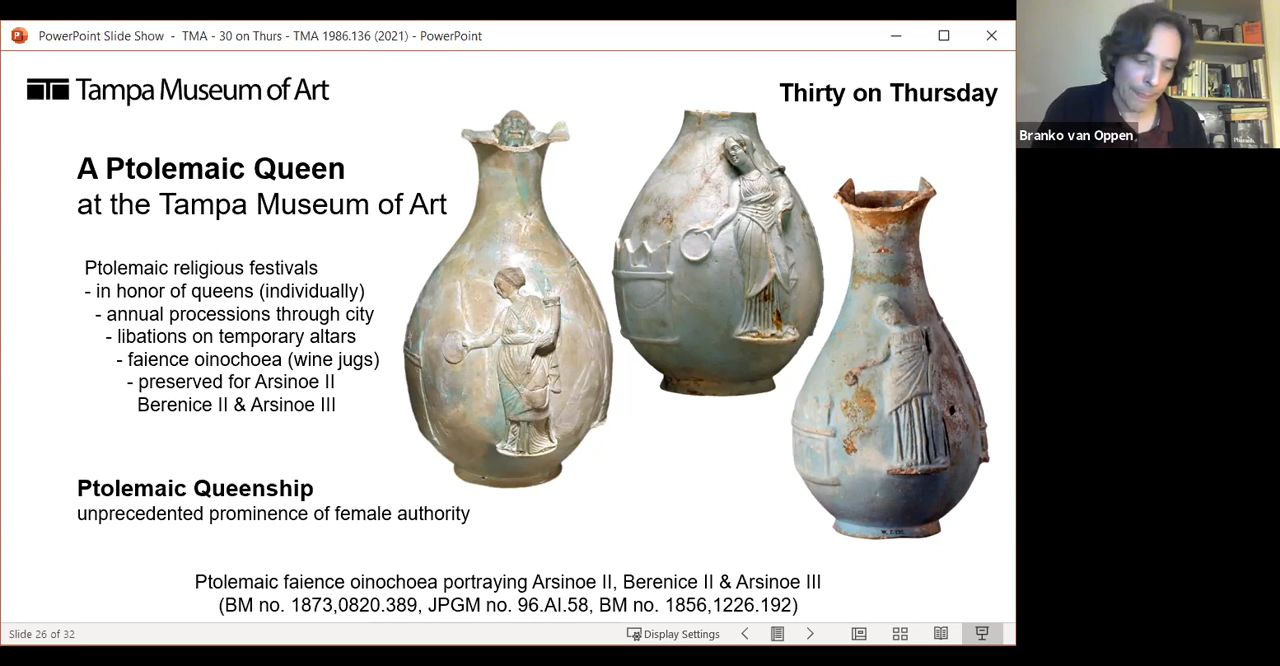 PowerPoint Slide Show - TMA - 30 on Thurs - TMA 1986.136 (2021) - PowerPoint
Tampa Museum of Art
Thirty on Thursday
Branko van Oppen
A Ptolemaic Queen
at the Tampa Museum of Art
Ptolemaic religious festivals
- in honor of queens (individually)
- annual processions through city
- libations on temporary altars
- faience oinochoea (wine jugs)
- preserved for Arsinoe II
Berenice II & Arsinoe III
Ptolemaic Queenship
unprecedented prominence of female authority
Ptolemaic faience oinochoea portraying Arsinoe II, Berenice II & Arsinoe III
(BM no. 1873,0820.389, JPGM no. 96.AI.58, BM no. 1856,1226.192)
Slide 26 of 32
Display Settings